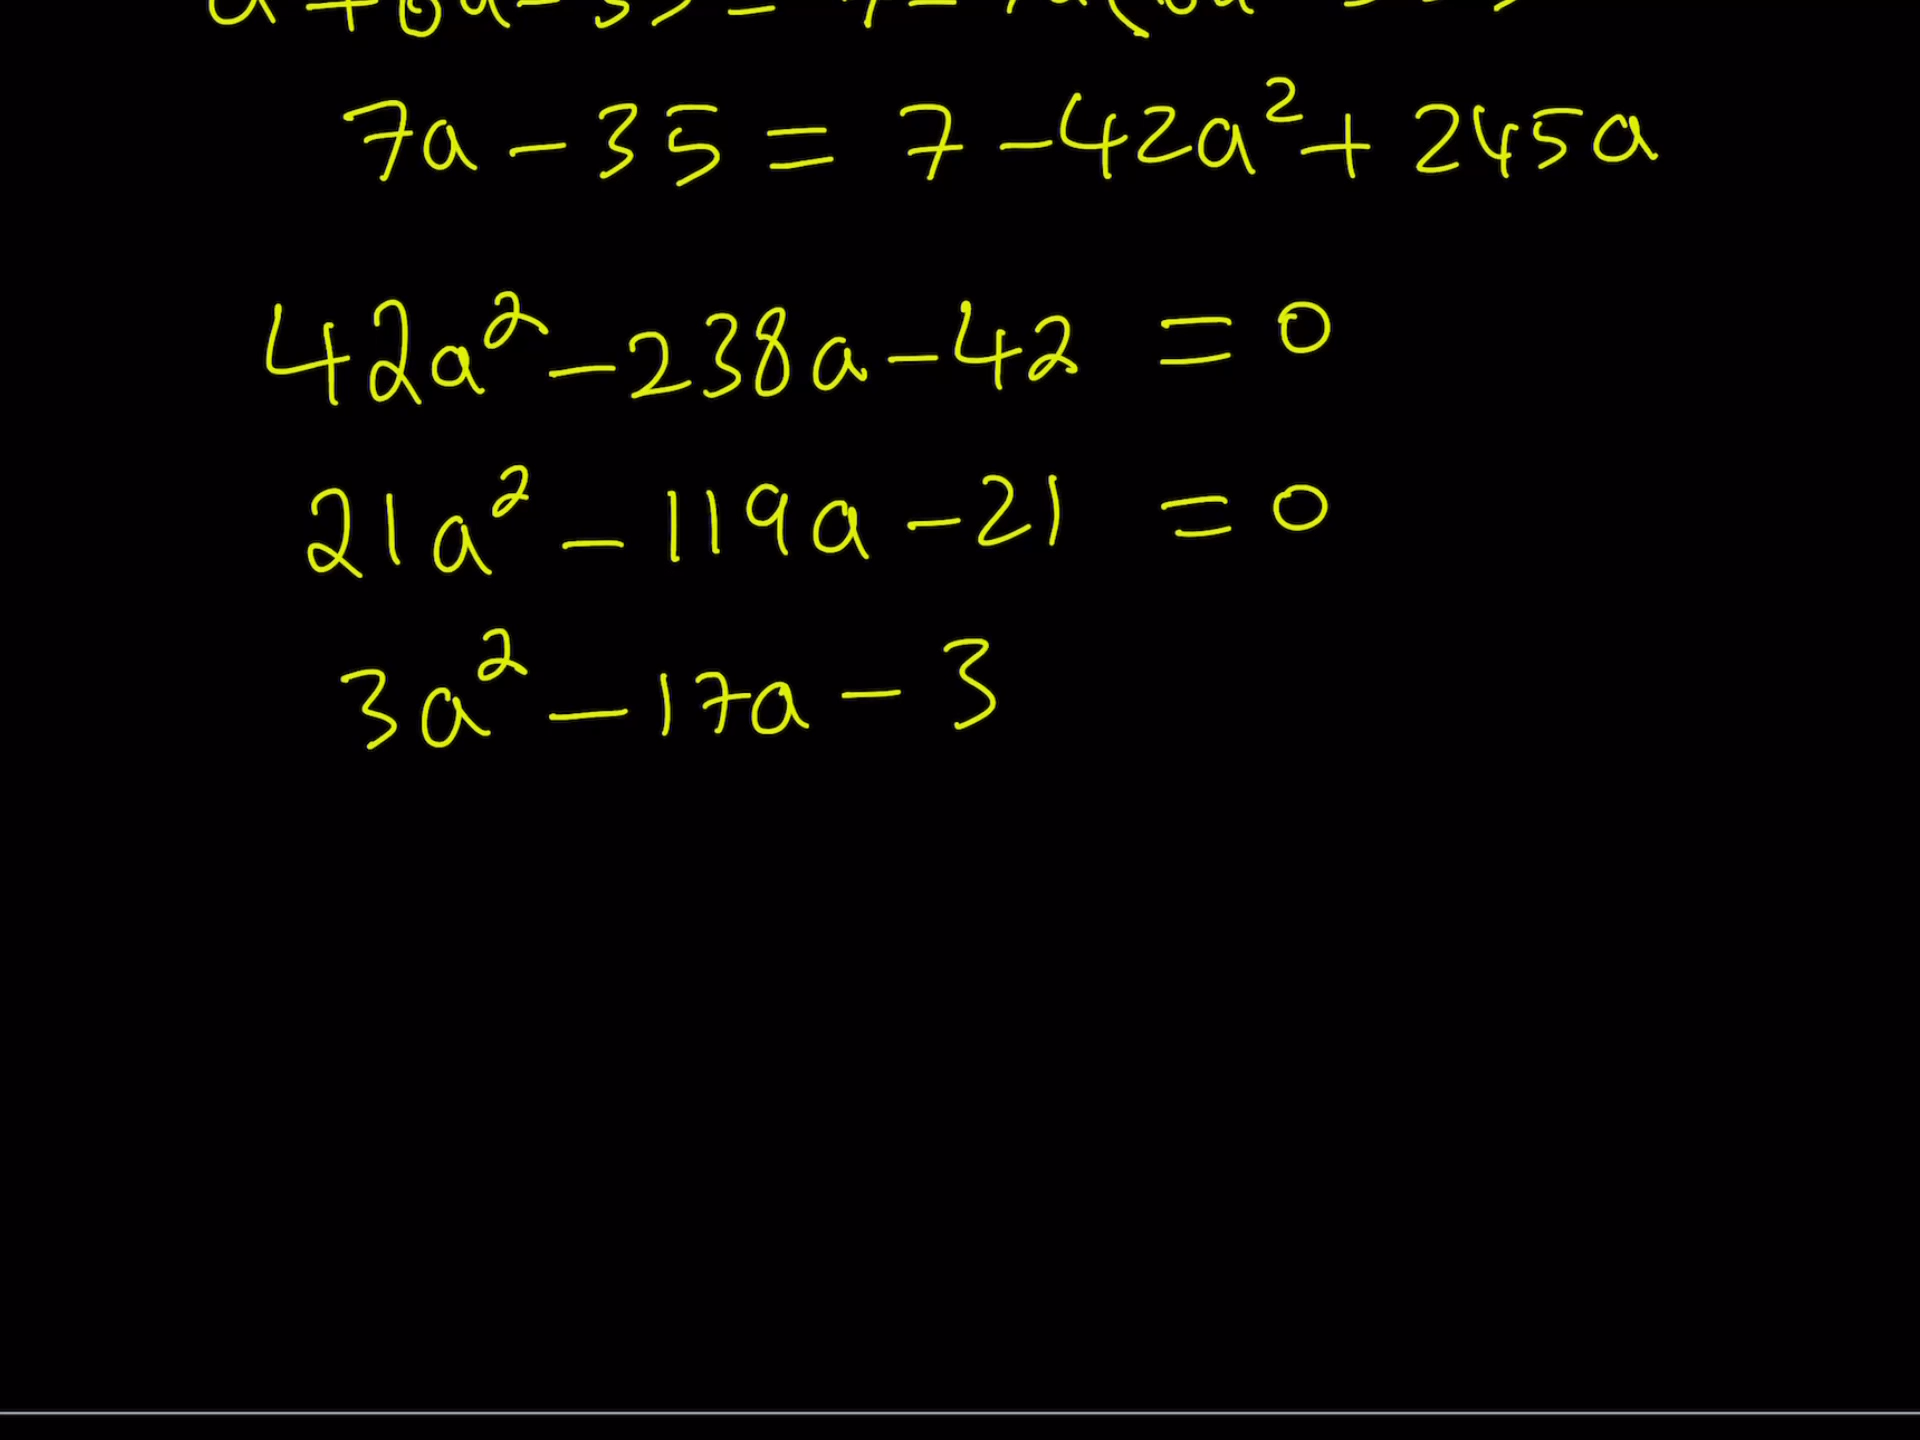 7a - 35 = 7 - 42a² + 245a
42a² - 238a - 42 = 0
21a² - 119a - 21 = 0
3a² - 17a - 3